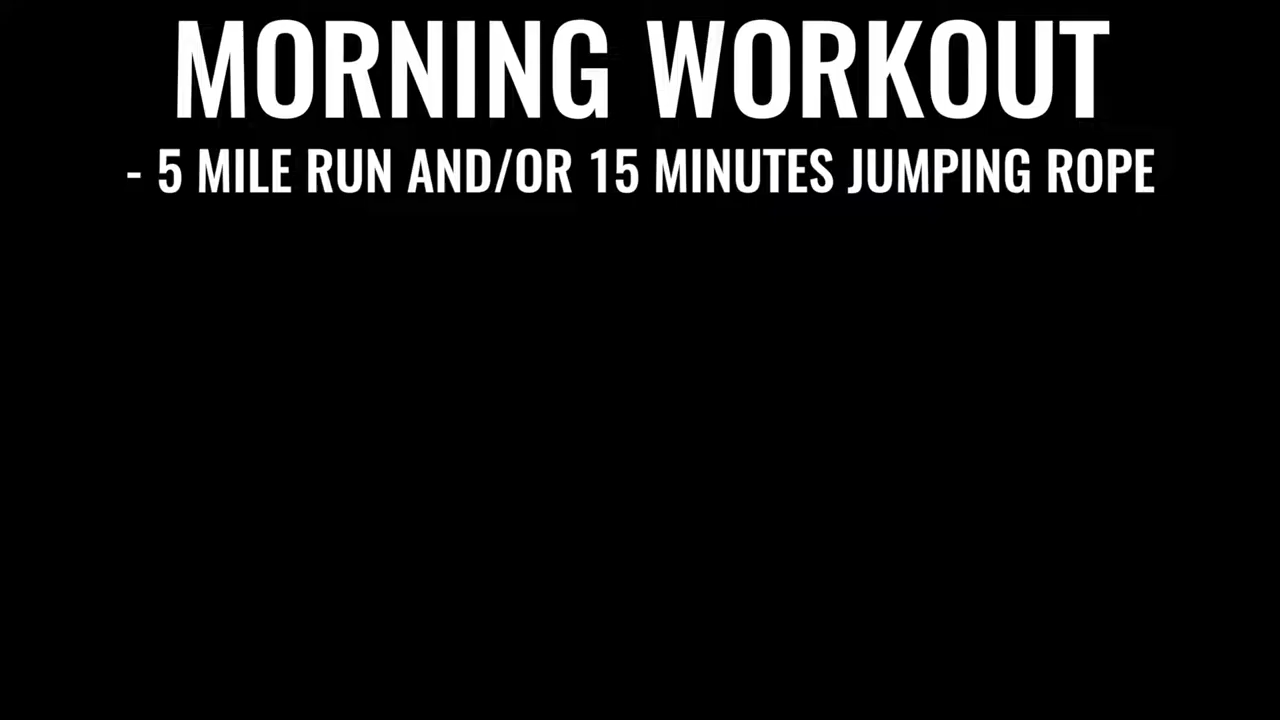 MORNING WORKOUT
- 5 MILE RUN AND/OR 15 MINUTES JUMPING ROPE